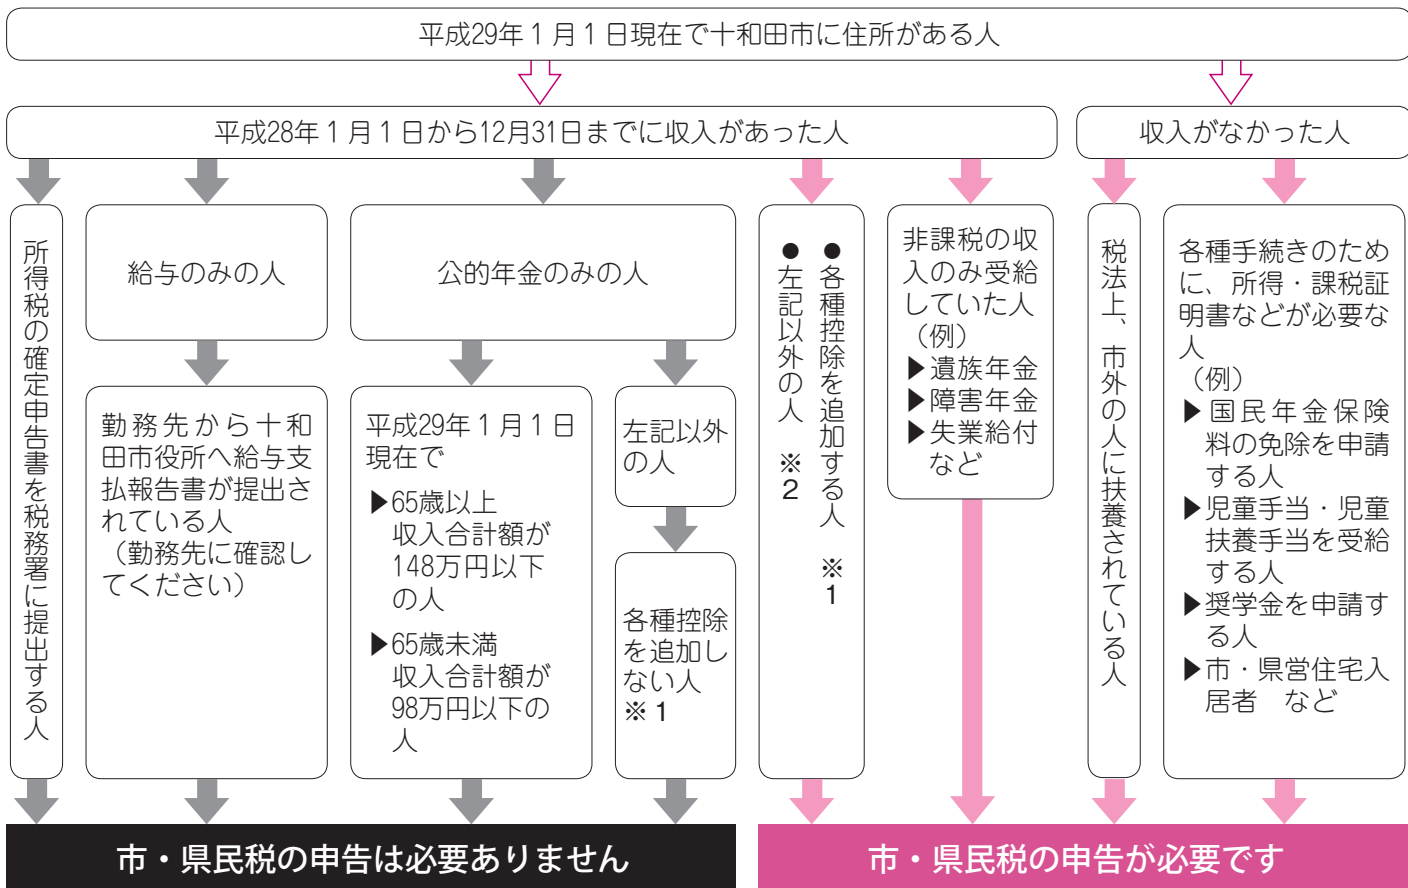 平成29年１月１日現在で十和田市に住所がある人
平成28年１月１日から12月31日までに収入があった人
収入がなかった人
所得税の確定申告書を税務署に提出する人
給与のみの人
勤務先から十和
田市役所へ給与支
払報告書が提出さ
れている人
（勤務先に確認し
てください）
公的年金のみの人
平成29年１月１日
現在で
▶65歳以上
収入合計額が
148万円以下
の人
▶65歳未満
収入合計額が
98万円以下の
人
左記以外
の人
各種控除
を追加し
ない人
※１
●各種控除を追加する人　※1
●左記以外の人　※2
非課税の収
入のみ受給
していた人
（例）
▶遺族年金
▶障害年金
▶失業給付
など
税法上、市外の人に扶養されている人
各種手続きのため
に、所得・課税証
明書などが必要な
人
（例）
▶国民年金保険
料の免除を申請
する人
▶児童手当・児童
扶養手当を受給
する人
▶奨学金を申請す
る人
▶市・県営住宅入
居者　など
市・県民税の申告は必要ありません
市・県民税の申告が必要です